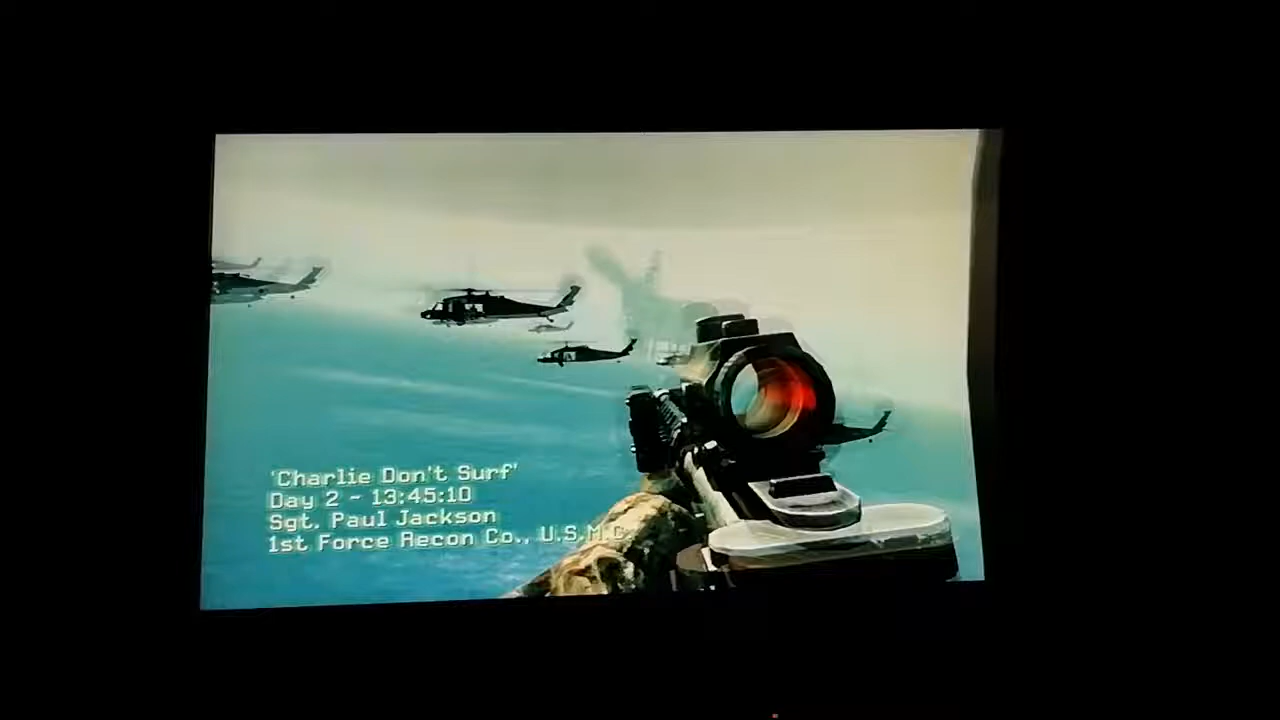 'Charlie Don't Surf'
Day 2 - 13:45:10
Sgt. Paul Jackson
1st Force Recon Co., U.S.M.C